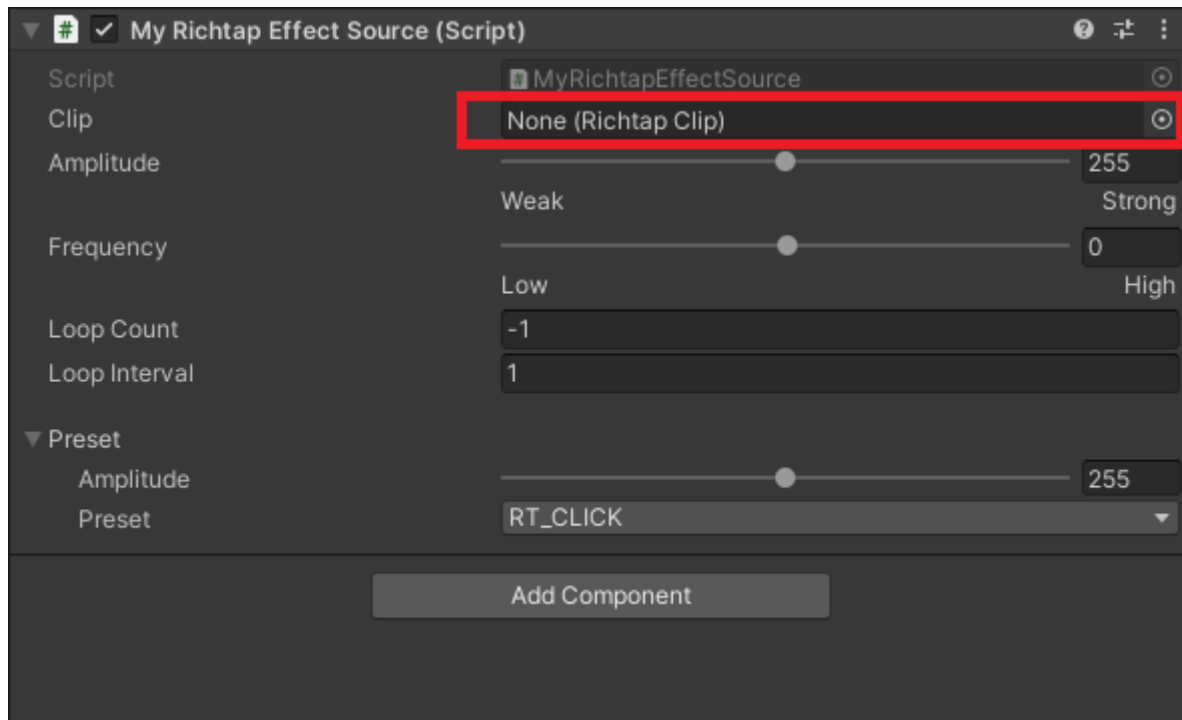 My Richtap Effect Source (Script)
Script MyRichtapEffectSource
Clip None (Richtap Clip)
Amplitude 255
Weak Strong
Frequency 0
Low High
Loop Count -1
Loop Interval 1
Preset
Amplitude 255
Preset RT_CLICK
Add Component